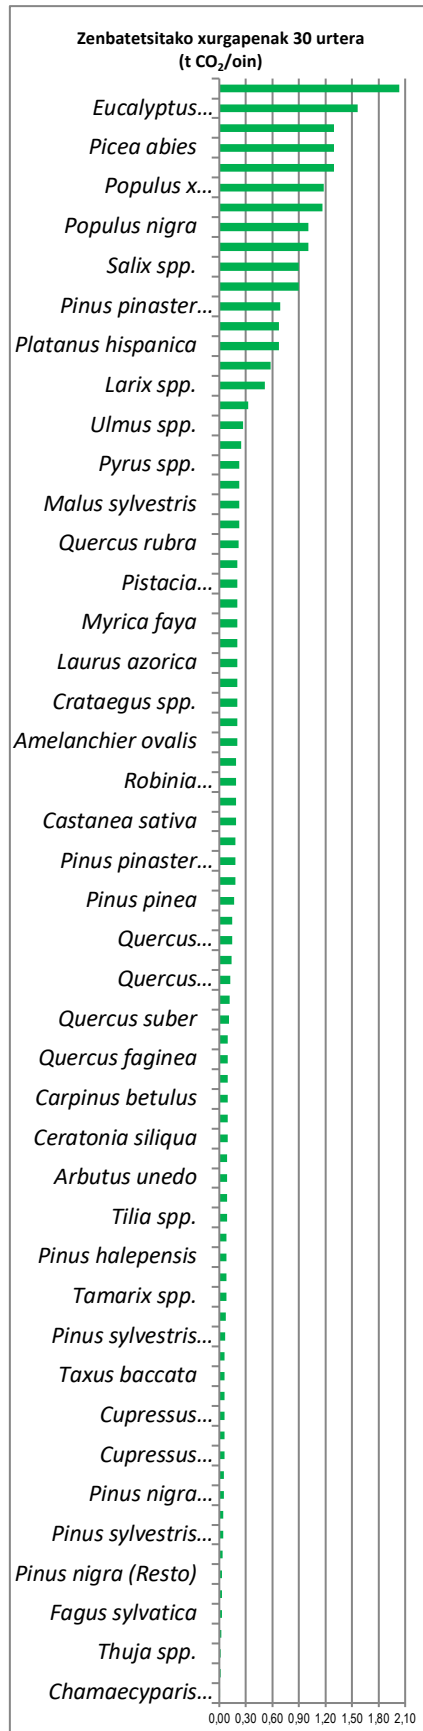 Zenbatetsitako xurgapenak 30 urtera
(t CO₂/oin)
Eucalyptus...
Picea abies
Populus x...
Populus nigra
Salix spp.
Pinus pinaster...
Platanus hispanica
Larix spp.
Ulmus spp.
Pyrus spp.
Malus sylvestris
Quercus rubra
Pistacia...
Myrica faya
Laurus azorica
Crataegus spp.
Amelanchier ovalis
Robinia...
Castanea sativa
Pinus pinaster...
Pinus pinea
Quercus...
Quercus...
Quercus suber
Quercus faginea
Carpinus betulus
Ceratonia siliqua
Arbutus unedo
Tilia spp.
Pinus halepensis
Tamarix spp.
Pinus sylvestris...
Taxus baccata
Cupressus...
Cupressus...
Pinus nigra...
Pinus sylvestris...
Pinus nigra (Resto)
Fagus sylvatica
Thuja spp.
Chamaecyparis...
0,00 0,30 0,60 0,90 1,20 1,50 1,80 2,10